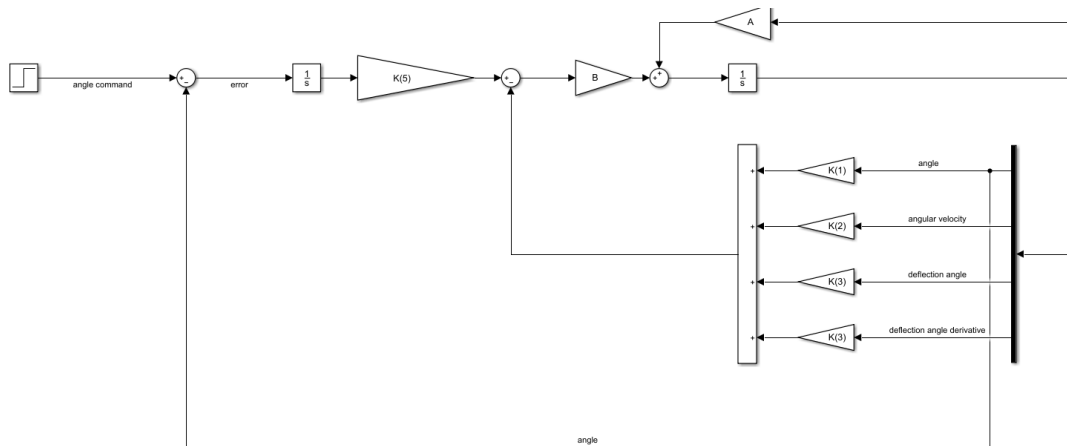 A
1
s
K(5)
B
1
s
angle command
error
K(1)
angle
K(2)
angular velocity
K(3)
deflection angle
K(3)
deflection angle derivative
angle